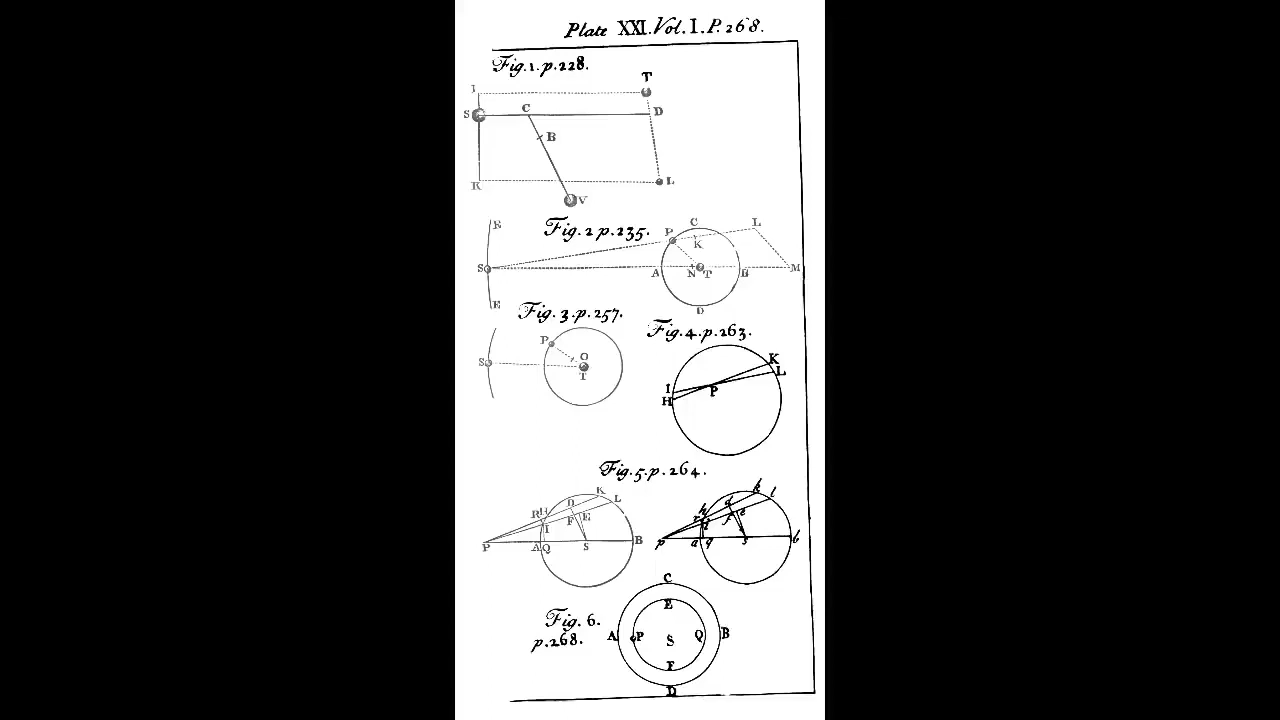 Plate XXI. Vol. I. P. 268.
Fig. 1. p. 228.
I T
S C D
B
R L
V
Fig. 2 p. 235.
E C L
P K
S A N T B M
E D
Fig. 3. p. 257.
P O
S T
Fig. 4. p. 263.
K
I L
H P
Fig. 5. p. 264.
D K L
R H F E
I
P A Q S B
d k l
r h f e
i
p a q s b
Fig. 6.
p. 268.
C
E
A P S Q B
F
D